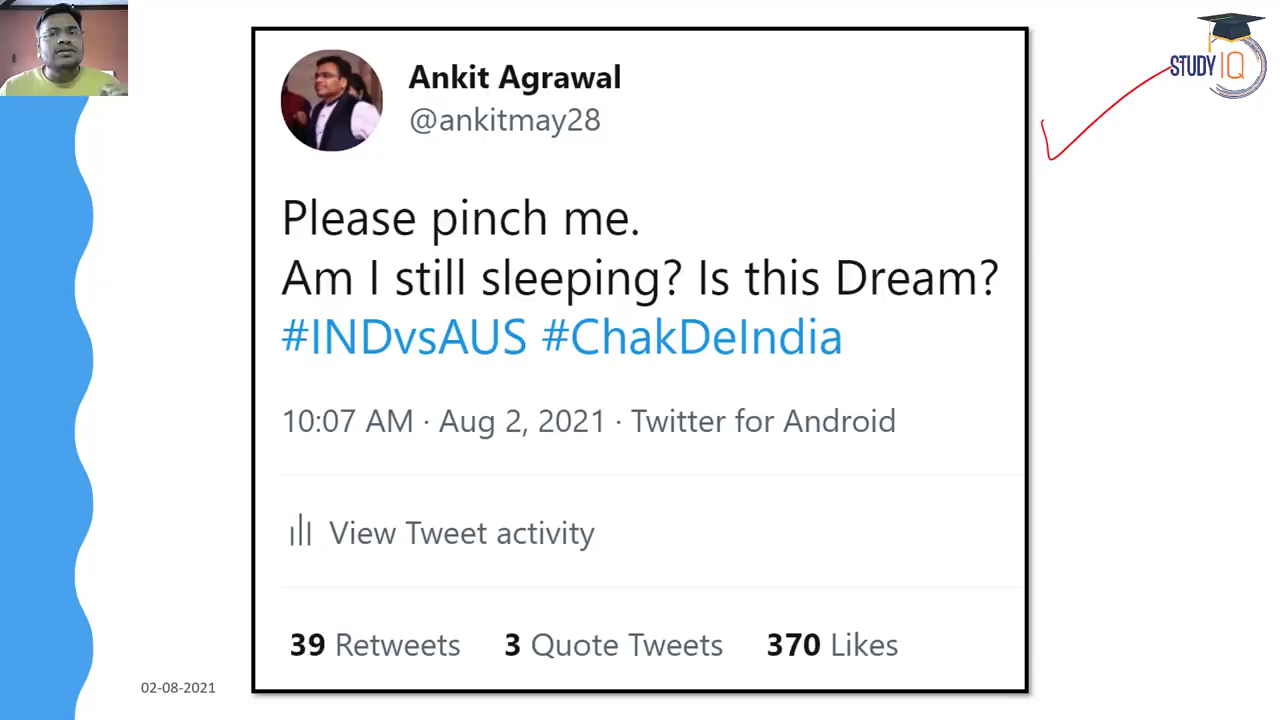 STUDY IQ
Ankit Agrawal
@ankitmay28
Please pinch me.
Am I still sleeping? Is this Dream?
#INDvsAUS #ChakDeIndia
10:07 AM · Aug 2, 2021 · Twitter for Android
View Tweet activity
39 Retweets 3 Quote Tweets 370 Likes
02-08-2021